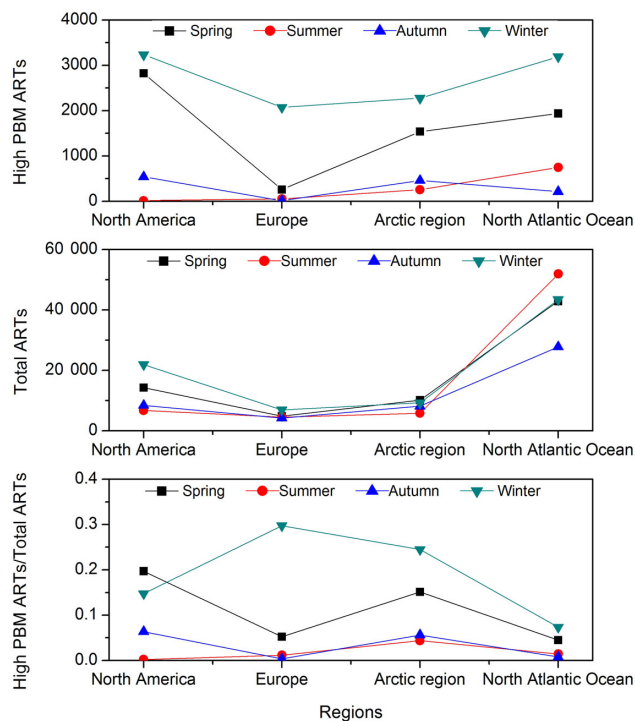 4000
3000
2000
1000
0
High PBM ARTs
Spring Summer Autumn Winter
North America Europe Arctic region North Atlantic Ocean
60 000
40 000
20 000
0
Total ARTs
Spring Summer Autumn Winter
North America Europe Arctic region North Atlantic Ocean
0.4
0.3
0.2
0.1
0.0
High PBM ARTs/Total ARTs
Spring Summer Autumn Winter
North America Europe Arctic region North Atlantic Ocean
Regions